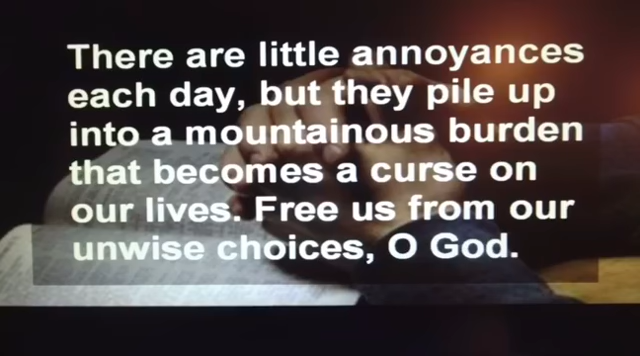 There are little annoyances
each day, but they pile up
into a mountainous burden
that becomes a curse on
our lives. Free us from our
unwise choices, O God.